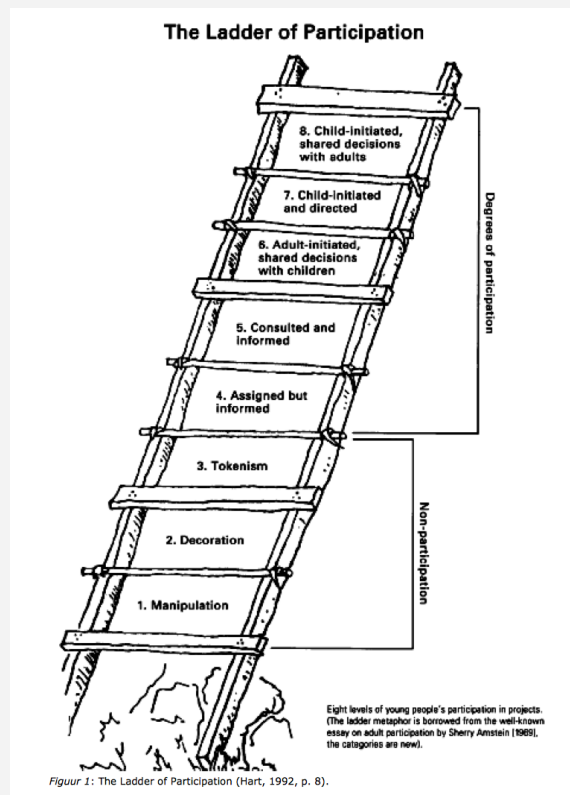 The Ladder of Participation
8. Child-initiated,
shared decisions
with adults
7. Child-initiated
and directed
6. Adult-initiated,
shared decisions
with children
5. Consulted and
informed
4. Assigned but
informed
3. Tokenism
2. Decoration
1. Manipulation
Degrees of participation
Non-participation
Eight levels of young people's participation in projects.
(The ladder metaphor is borrowed from the well-known
essay on adult participation by Sherry Arnstein [1969],
the categories are new).
Figuur 1: The Ladder of Participation (Hart, 1992, p. 8).